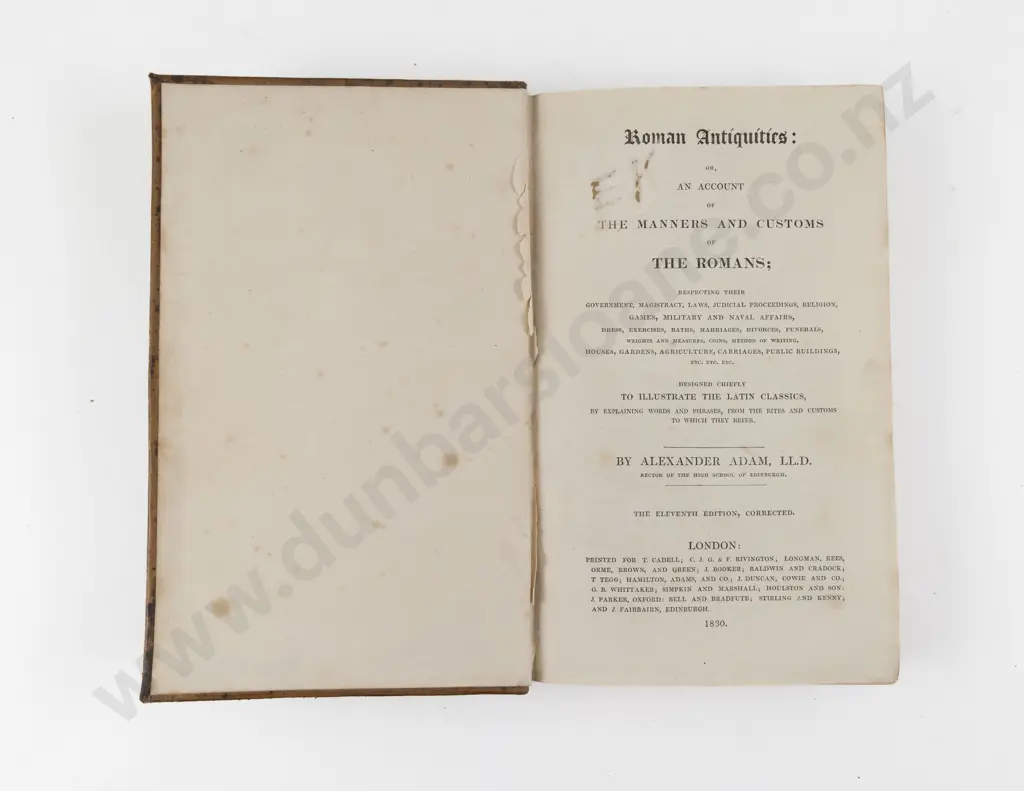 Roman Antiquities:
OR,
AN ACCOUNT
OF
THE MANNERS AND CUSTOMS
OF
THE ROMANS;
RESPECTING THEIR
GOVERNMENT, MAGISTRACY, LAWS, JUDICIAL PROCEEDINGS, RELIGION,
GAMES, MILITARY AND NAVAL AFFAIRS,
DRESS, EXERCISES, BATHS, MARRIAGES, DIVORCES, FUNERALS,
WEIGHTS AND MEASURES, COINS, METHOD OF WRITING,
HOUSES, GARDENS, AGRICULTURE, CARRIAGES, PUBLIC BUILDINGS,
ETC. ETC. ETC.
DESIGNED CHIEFLY
TO ILLUSTRATE THE LATIN CLASSICS,
BY EXPLAINING WORDS AND PHRASES, FROM THE RITES AND CUSTOMS
TO WHICH THEY REFER.
BY ALEXANDER ADAM, LL.D.
RECTOR OF THE HIGH SCHOOL OF EDINBURGH.
THE ELEVENTH EDITION, CORRECTED.
LONDON:
PRINTED FOR T. CADELL; C. J. G. & F. RIVINGTON; LONGMAN, REES,
ORME, BROWN, AND GREEN; J. BOOKER; BALDWIN AND CRADOCK;
T TEGG; HAMILTON, ADAMS, AND CO.; J. DUNCAN; COWIE AND CO.;
G. B. WHITTAKER; SIMPKIN AND MARSHALL; HOULSTON AND SON:
J. PARKER, OXFORD: BELL AND BRADFUTE; STIRLING AND KENNY;
AND J. FAIRBAIRN, EDINBURGH.
1830.
www.dunbarsloane.co.nz